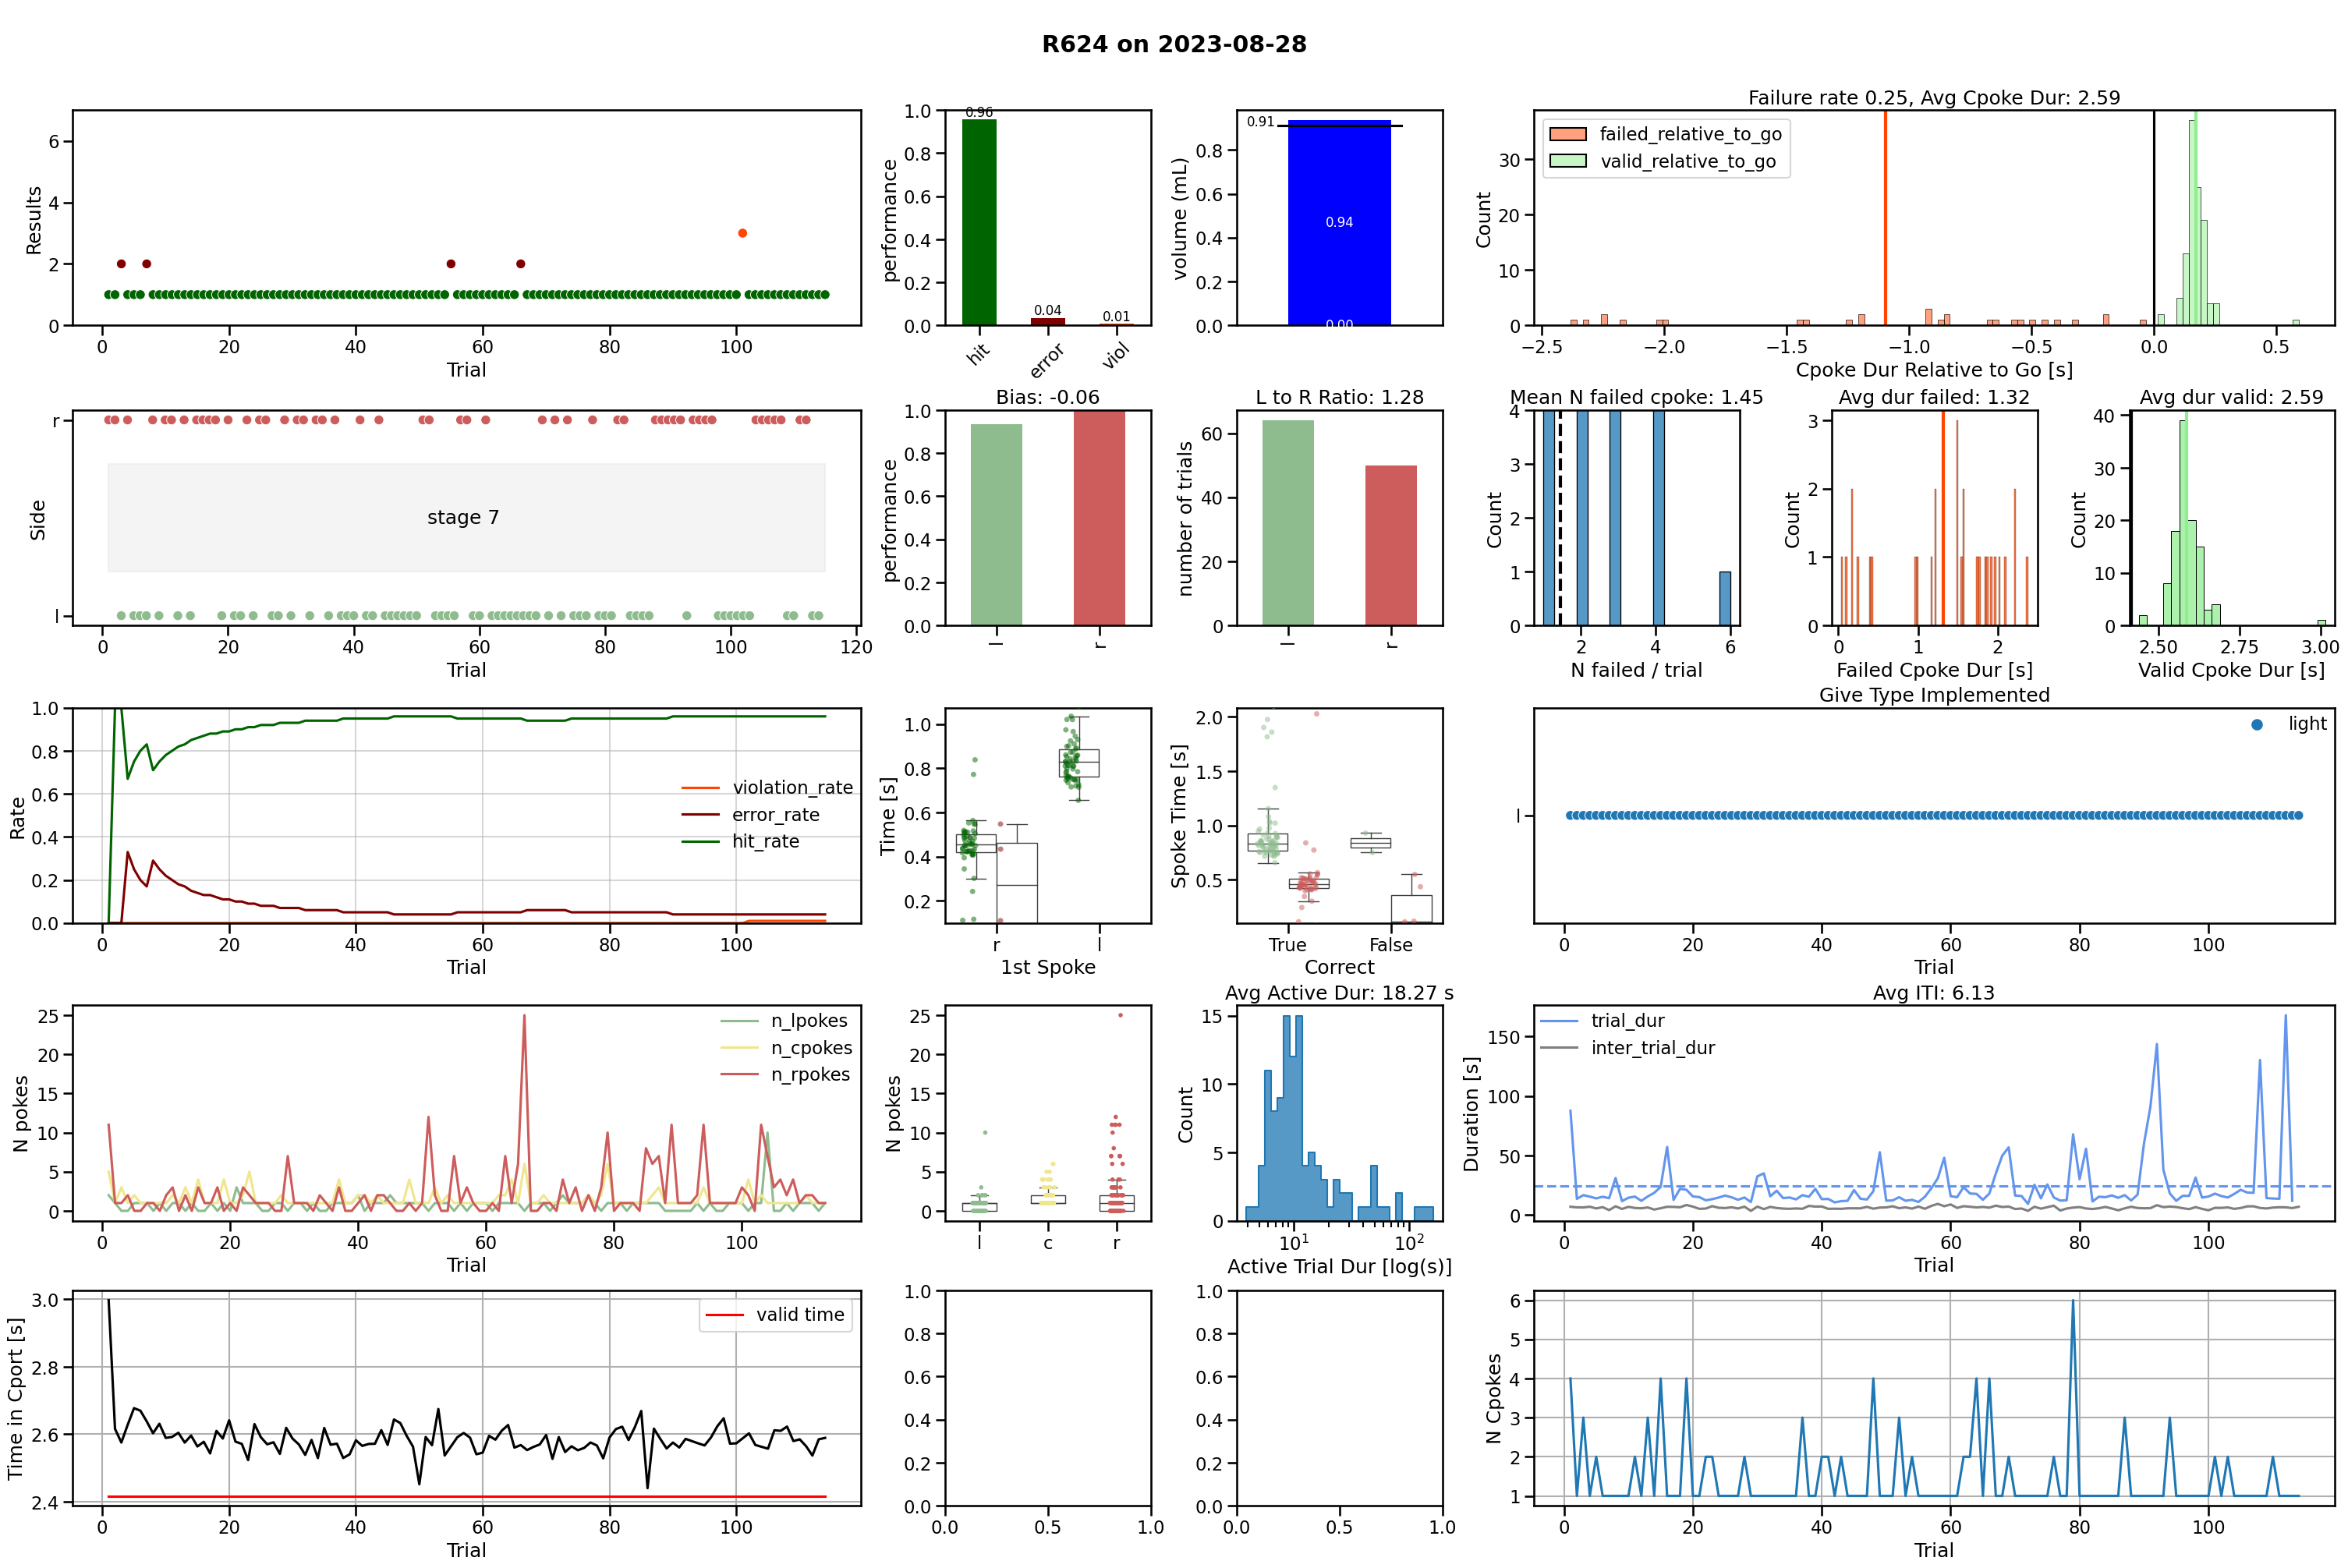 R624 on 2023-08-28
Results
6
4
2
0
0
20
40
60
80
100
Trial
performance
1.0
0.8
0.6
0.4
0.2
0.0
0.96
0.04
0.01
hit
error
viol
volume (mL)
0.8
0.6
0.4
0.2
0.0
0.91
0.94
0.00
Failure rate 0.25, Avg Cpoke Dur: 2.59
failed_relative_to_go
valid_relative_to_go
Count
30
20
10
0
−2.5
−2.0
−1.5
−1.0
−0.5
0.0
0.5
Cpoke Dur Relative to Go [s]
Side
r
l
stage 7
0
20
40
60
80
100
120
Trial
Bias: -0.06
performance
1.0
0.8
0.6
0.4
0.2
0.0
l
r
L to R Ratio: 1.28
number of trials
60
40
20
0
l
r
Mean N failed cpoke: 1.45
Count
4
3
2
1
0
2
4
6
N failed / trial
Avg dur failed: 1.32
Count
3
2
1
0
0
1
2
Failed Cpoke Dur [s]
Avg dur valid: 2.59
Count
40
30
20
10
0
2.50
2.75
3.00
Valid Cpoke Dur [s]
Rate
1.0
0.8
0.6
0.4
0.2
0.0
violation_rate
error_rate
hit_rate
0
20
40
60
80
100
Trial
Time [s]
1.0
0.8
0.6
0.4
0.2
r
l
1st Spoke
Spoke Time [s]
2.0
1.5
1.0
0.5
True
False
Correct
Give Type Implemented
light
l
0
20
40
60
80
100
Trial
N pokes
25
20
15
10
5
0
n_lpokes
n_cpokes
n_rpokes
0
20
40
60
80
100
Trial
N pokes
25
20
15
10
5
0
l
c
r
Avg Active Dur: 18.27 s
Count
15
10
5
0
10¹
10²
Active Trial Dur [log(s)]
Avg ITI: 6.13
trial_dur
inter_trial_dur
Duration [s]
150
100
50
0
0
20
40
60
80
100
Trial
Time in Cport [s]
3.0
2.8
2.6
2.4
valid time
0
20
40
60
80
100
Trial
1.0
0.8
0.6
0.4
0.2
0.0
0.0
0.5
1.0
1.0
0.8
0.6
0.4
0.2
0.0
0.0
0.5
1.0
N Cpokes
6
5
4
3
2
1
0
20
40
60
80
100
Trial